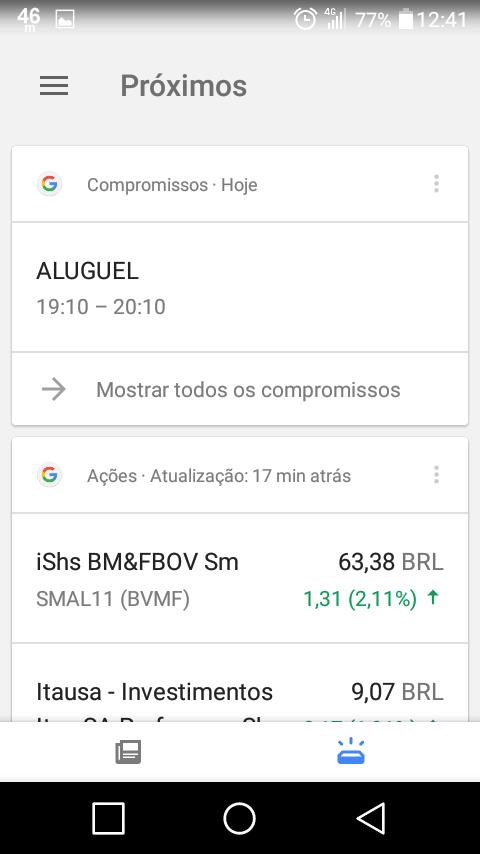 46
m
4G
77%
12:41
Próximos
Compromissos · Hoje
ALUGUEL
19:10 – 20:10
Mostrar todos os compromissos
Ações · Atualização: 17 min atrás
iShs BM&FBOV Sm
63,38 BRL
SMAL11 (BVMF)
1,31 (2,11%)
Itausa - Investimentos
9,07 BRL